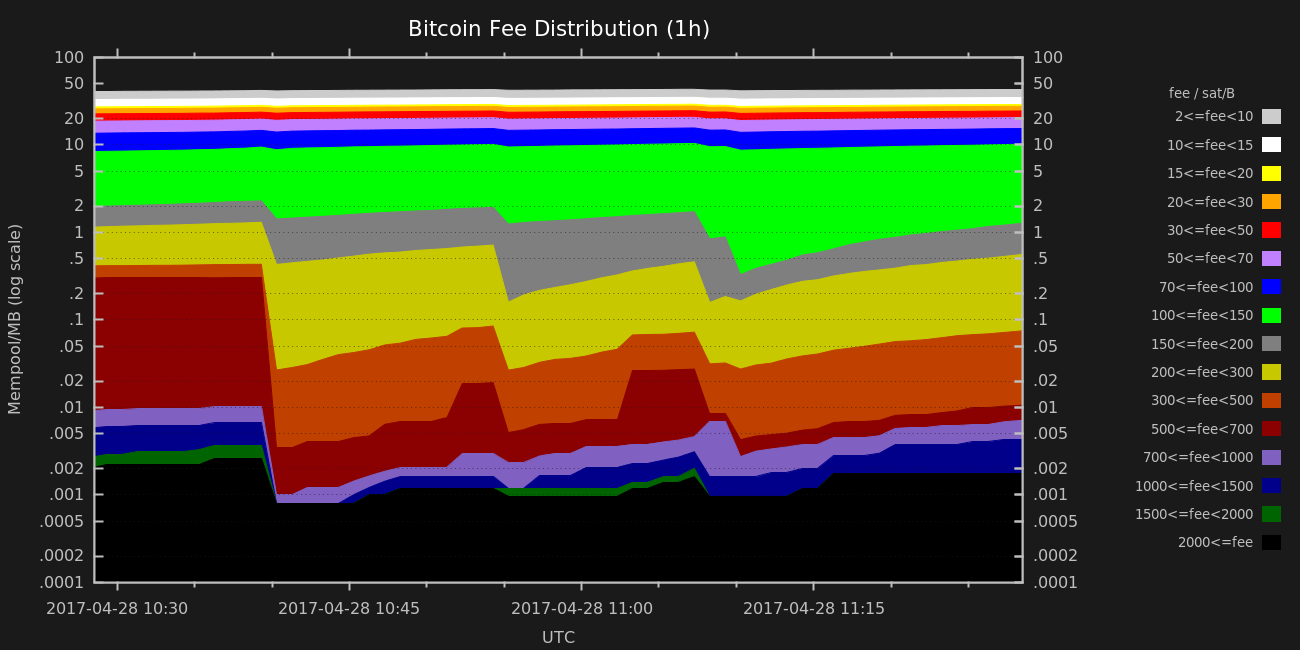 Bitcoin Fee Distribution (1h)
Mempool/MB (log scale)
100
50
20
10
5
2
1
.5
.2
.1
.05
.02
.01
.005
.002
.001
.0005
.0002
.0001
100
50
20
10
5
2
1
.5
.2
.1
.05
.02
.01
.005
.002
.001
.0005
.0002
.0001
2017-04-28 10:30 2017-04-28 10:45 2017-04-28 11:00 2017-04-28 11:15
UTC
fee / sat/B
2<=fee<10
10<=fee<15
15<=fee<20
20<=fee<30
30<=fee<50
50<=fee<70
70<=fee<100
100<=fee<150
150<=fee<200
200<=fee<300
300<=fee<500
500<=fee<700
700<=fee<1000
1000<=fee<1500
1500<=fee<2000
2000<=fee